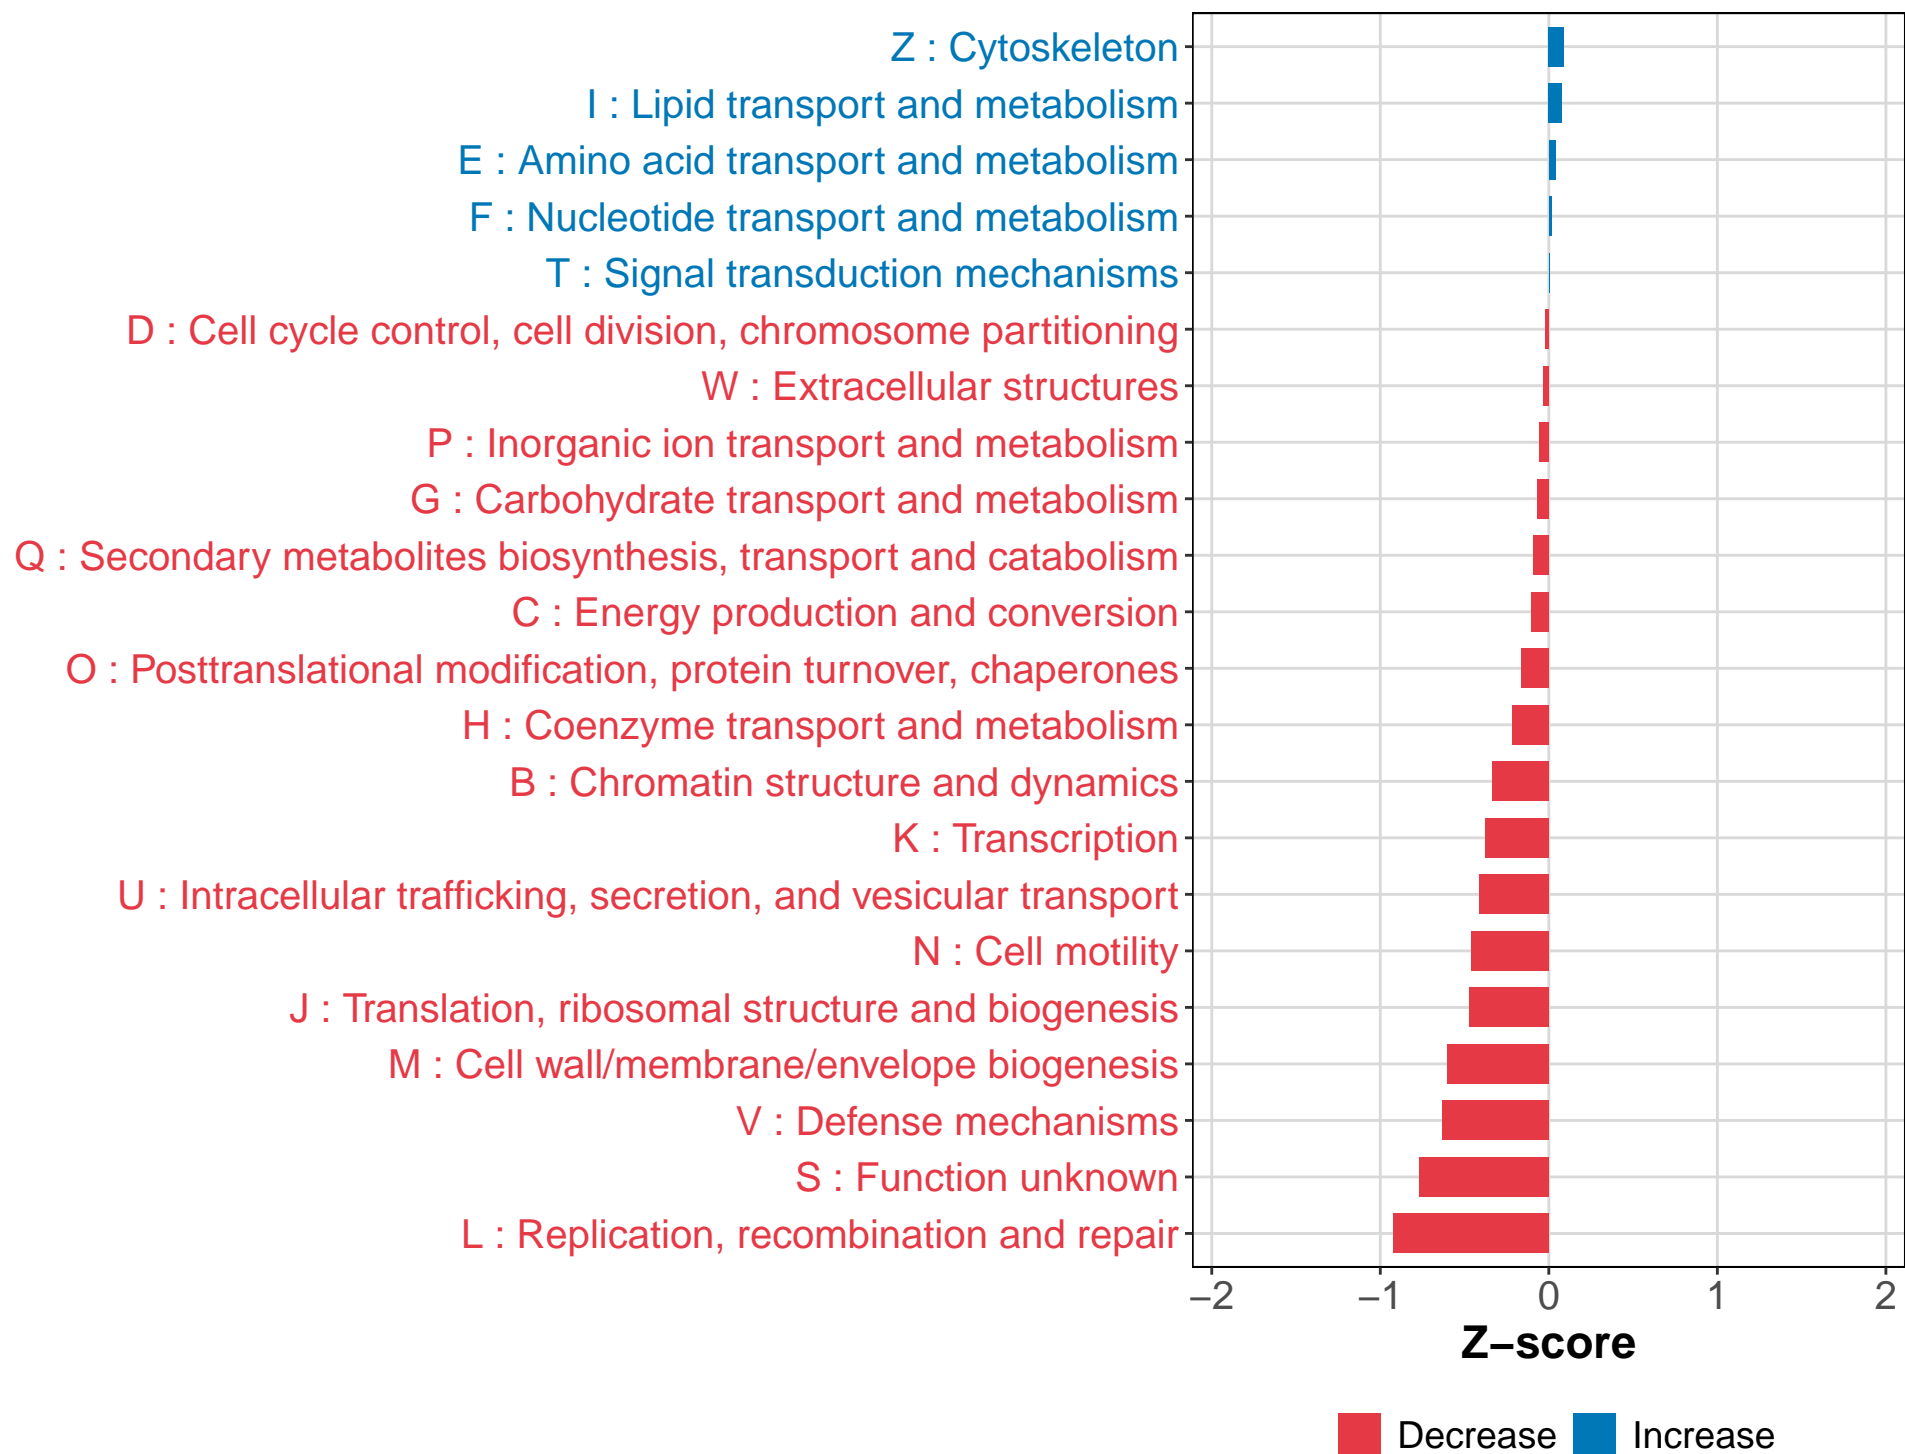 Z : Cytoskeleton
I : Lipid transport and metabolism
E : Amino acid transport and metabolism
F : Nucleotide transport and metabolism
T : Signal transduction mechanisms
D : Cell cycle control, cell division, chromosome partitioning
W : Extracellular structures
P : Inorganic ion transport and metabolism
G : Carbohydrate transport and metabolism
Q : Secondary metabolites biosynthesis, transport and catabolism
C : Energy production and conversion
O : Posttranslational modification, protein turnover, chaperones
H : Coenzyme transport and metabolism
B : Chromatin structure and dynamics
K : Transcription
U : Intracellular trafficking, secretion, and vesicular transport
N : Cell motility
J : Translation, ribosomal structure and biogenesis
M : Cell wall/membrane/envelope biogenesis
V : Defense mechanisms
S : Function unknown
L : Replication, recombination and repair
−2 −1 0 1 2
Z−score
Decrease Increase